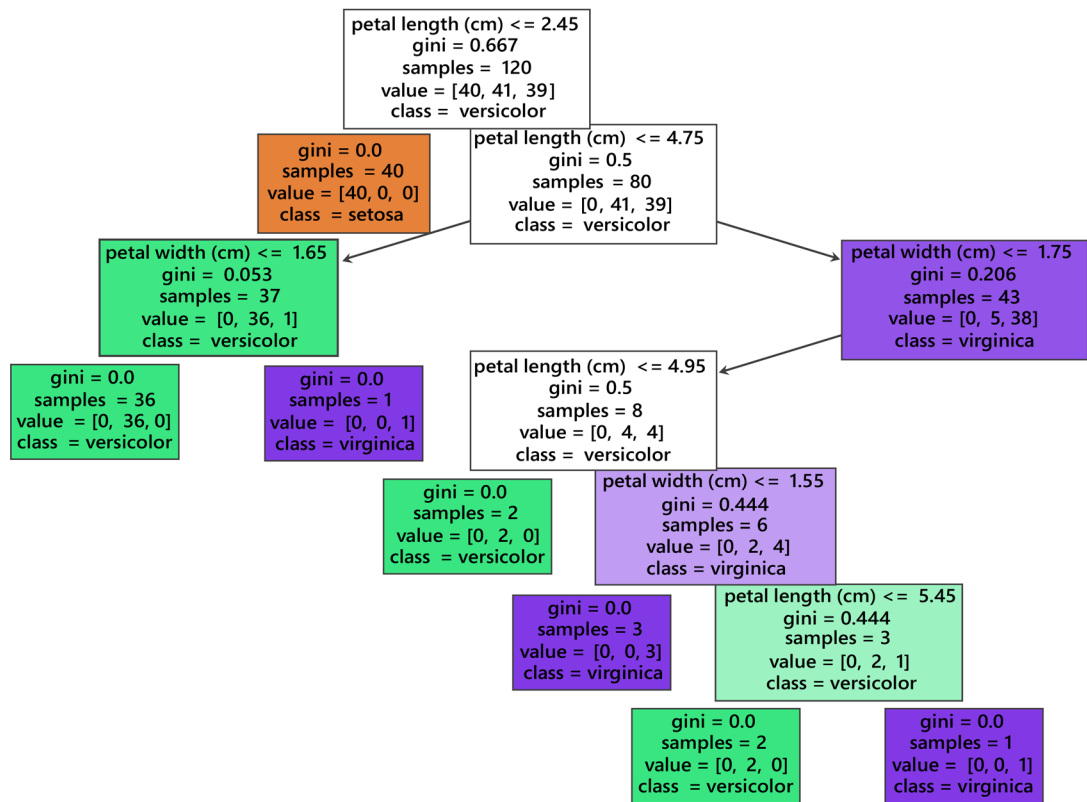 petal length (cm) <= 2.45
gini = 0.667
samples = 120
value = [40, 41, 39]
class = versicolor
gini = 0.0
samples = 40
value = [40, 0, 0]
class = setosa
petal length (cm) <= 4.75
gini = 0.5
samples = 80
value = [0, 41, 39]
class = versicolor
petal width (cm) <= 1.65
gini = 0.053
samples = 37
value = [0, 36, 1]
class = versicolor
petal width (cm) <= 1.75
gini = 0.206
samples = 43
value = [0, 5, 38]
class = virginica
gini = 0.0
samples = 36
value = [0, 36, 0]
class = versicolor
gini = 0.0
samples = 1
value = [0, 0, 1]
class = virginica
petal length (cm) <= 4.95
gini = 0.5
samples = 8
value = [0, 4, 4]
class = versicolor
gini = 0.0
samples = 2
value = [0, 2, 0]
class = versicolor
petal width (cm) <= 1.55
gini = 0.444
samples = 6
value = [0, 2, 4]
class = virginica
gini = 0.0
samples = 3
value = [0, 0, 3]
class = virginica
petal length (cm) <= 5.45
gini = 0.444
samples = 3
value = [0, 2, 1]
class = versicolor
gini = 0.0
samples = 2
value = [0, 2, 0]
class = versicolor
gini = 0.0
samples = 1
value = [0, 0, 1]
class = virginica